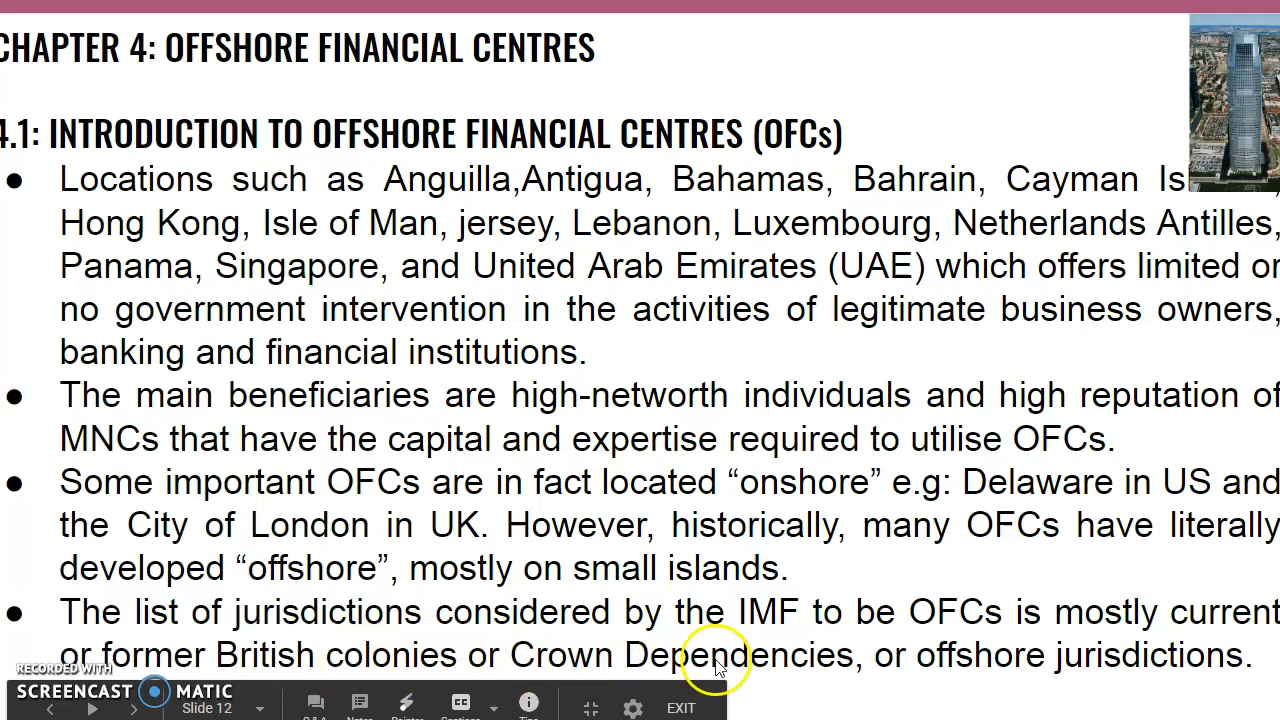 CHAPTER 4: OFFSHORE FINANCIAL CENTRES
4.1: INTRODUCTION TO OFFSHORE FINANCIAL CENTRES (OFCs)
● Locations such as Anguilla,Antigua, Bahamas, Bahrain, Cayman
Hong Kong, Isle of Man, jersey, Lebanon, Luxembourg, Netherlands Antilles,
Panama, Singapore, and United Arab Emirates (UAE) which offers limited or
no government intervention in the activities of legitimate business owners,
banking and financial institutions.
● The main beneficiaries are high-networth individuals and high reputation of
MNCs that have the capital and expertise required to utilise OFCs.
● Some important OFCs are in fact located “onshore” e.g: Delaware in US and
the City of London in UK. However, historically, many OFCs have literally
developed “offshore”, mostly on small islands.
● The list of jurisdictions considered by the IMF to be OFCs is mostly current
or former British colonies or Crown Dependencies, or offshore jurisdictions.
RECORDED WITH
SCREENCAST MATIC
Slide 12
EXIT